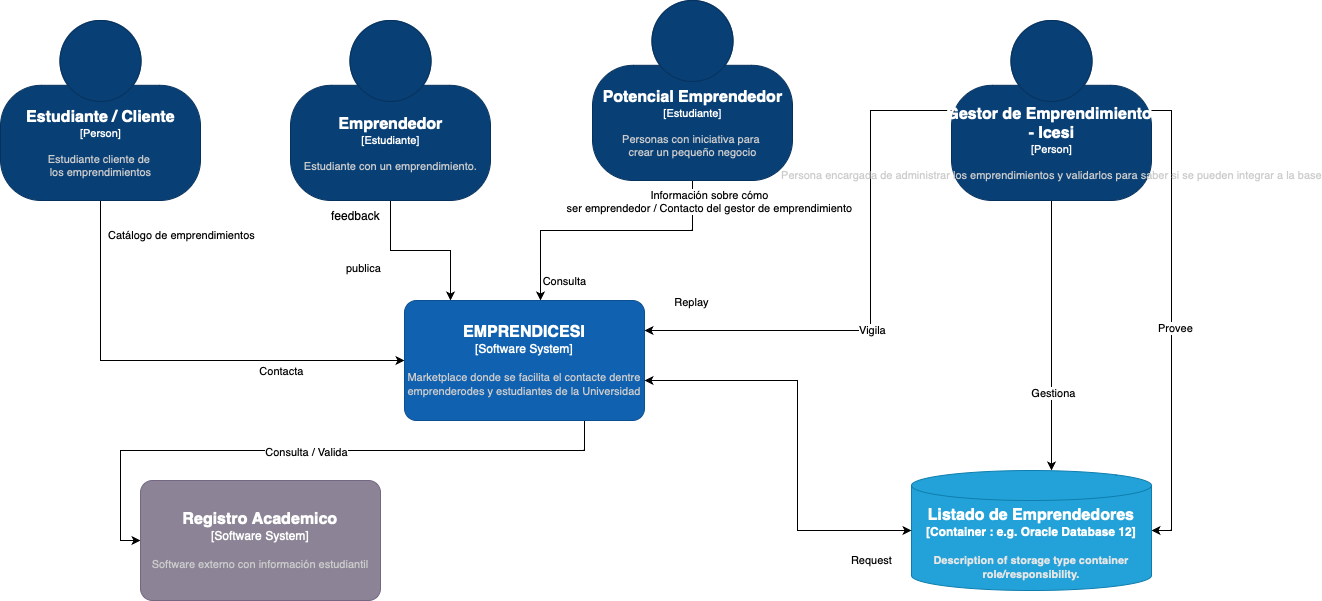 Estudiante / Cliente
[Person]
Estudiante cliente de
los emprendimientos
Emprendedor
[Estudiante]
Estudiante con un emprendimiento.
Potencial Emprendedor
[Estudiante]
Personas con iniciativa para
crear un pequeño negocio
Gestor de Emprendimiento
- Icesi
[Person]
Persona encargada de administrar los emprendimientos y validarlos para saber si se pueden integrar a la base
Información sobre cómo
ser emprendedor / Contacto del gestor de emprendimiento
feedback
Catálogo de emprendimientos
publica
Consulta
Replay
Vigila
Provee
EMPRENDICESI
[Software System]
Marketplace donde se facilita el contacte dentre
emprenderodes y estudiantes de la Universidad
Contacta
Gestiona
Consulta / Valida
Registro Academico
[Software System]
Software externo con información estudiantil
Listado de Emprendedores
[Container : e.g. Oracle Database 12]
Description of storage type container
role/responsibility.
Request